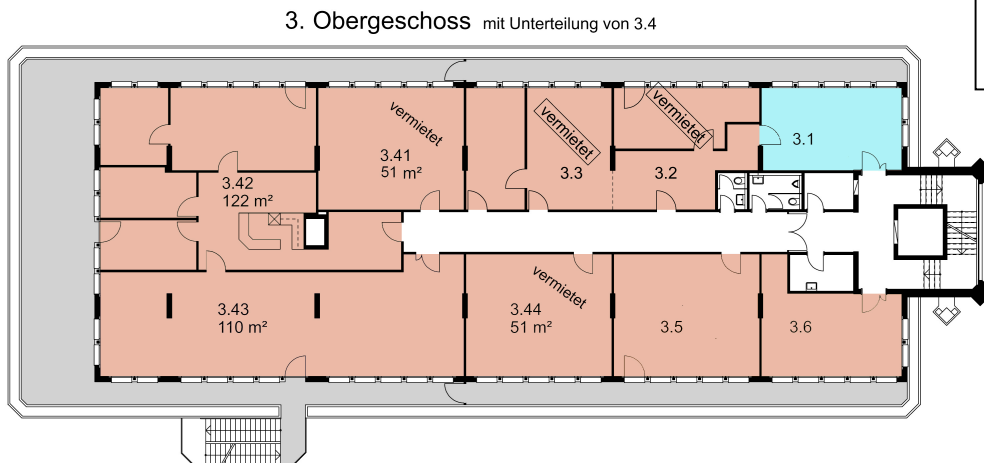 3. Obergeschoss mit Unterteilung von 3.4
vermietet
3.41
51 m²
vermietet
3.3
vermietet
3.2
3.1
3.42
122 m²
3.43
110 m²
vermietet
3.44
51 m²
3.5
3.6